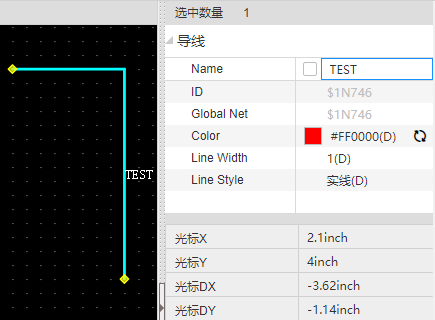 选中数量 1
导线
Name TEST
ID $1N746
Global Net $1N746
Color #FF0000(D)
Line Width 1(D)
Line Style 实线(D)
TEST
光标X 2.1inch
光标Y 4inch
光标DX -3.62inch
光标DY -1.14inch